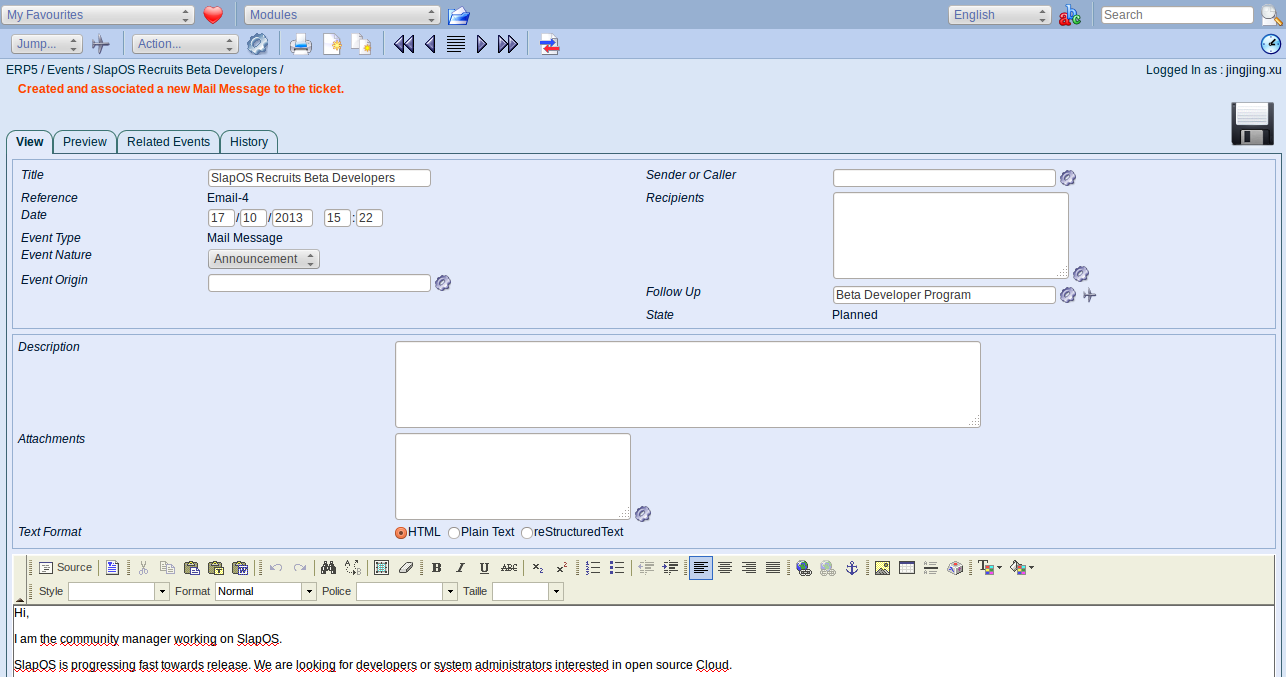 My Favourites Modules English Search
Jump... Action...
ERP5 / Events / SlapOS Recruits Beta Developers / Logged In as : jingjing.xu
Created and associated a new Mail Message to the ticket.
View Preview Related Events History
Title SlapOS Recruits Beta Developers Sender or Caller
Reference Email-4 Recipients
Date 17 / 10 / 2013 15 : 22
Event Type Mail Message
Event Nature Announcement
Event Origin
Follow Up Beta Developer Program
State Planned
Description
Attachments
Text Format HTML Plain Text reStructuredText
Source B I U ABC
Style Format Normal Police Taille
Hi,
I am the community manager working on SlapOS.
SlapOS is progressing fast towards release. We are looking for developers or system administrators interested in open source Cloud.